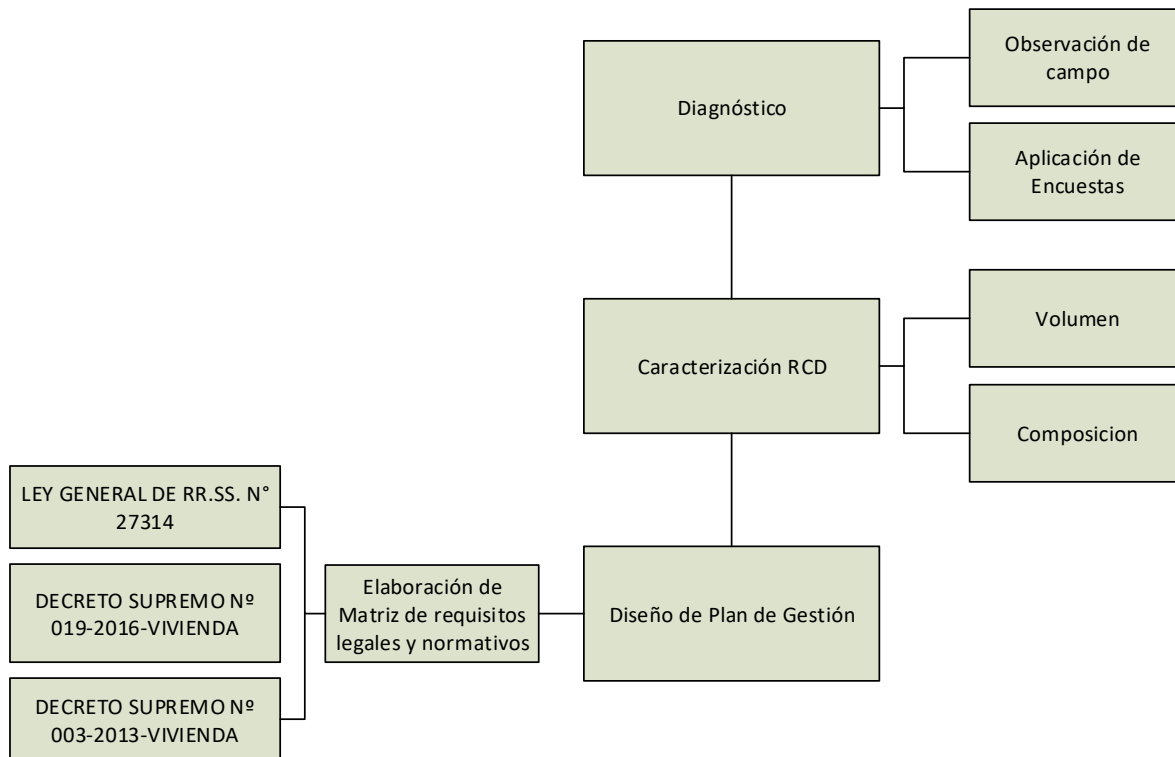 Observación de
campo
Diagnóstico
Aplicación de
Encuestas
Volumen
Caracterización RCD
Composicion
LEY GENERAL DE RR.SS. N°
27314
DECRETO SUPREMO Nº
019-2016-VIVIENDA
DECRETO SUPREMO Nº
003-2013-VIVIENDA
Elaboración de
Matriz de requisitos
legales y normativos
Diseño de Plan de Gestión